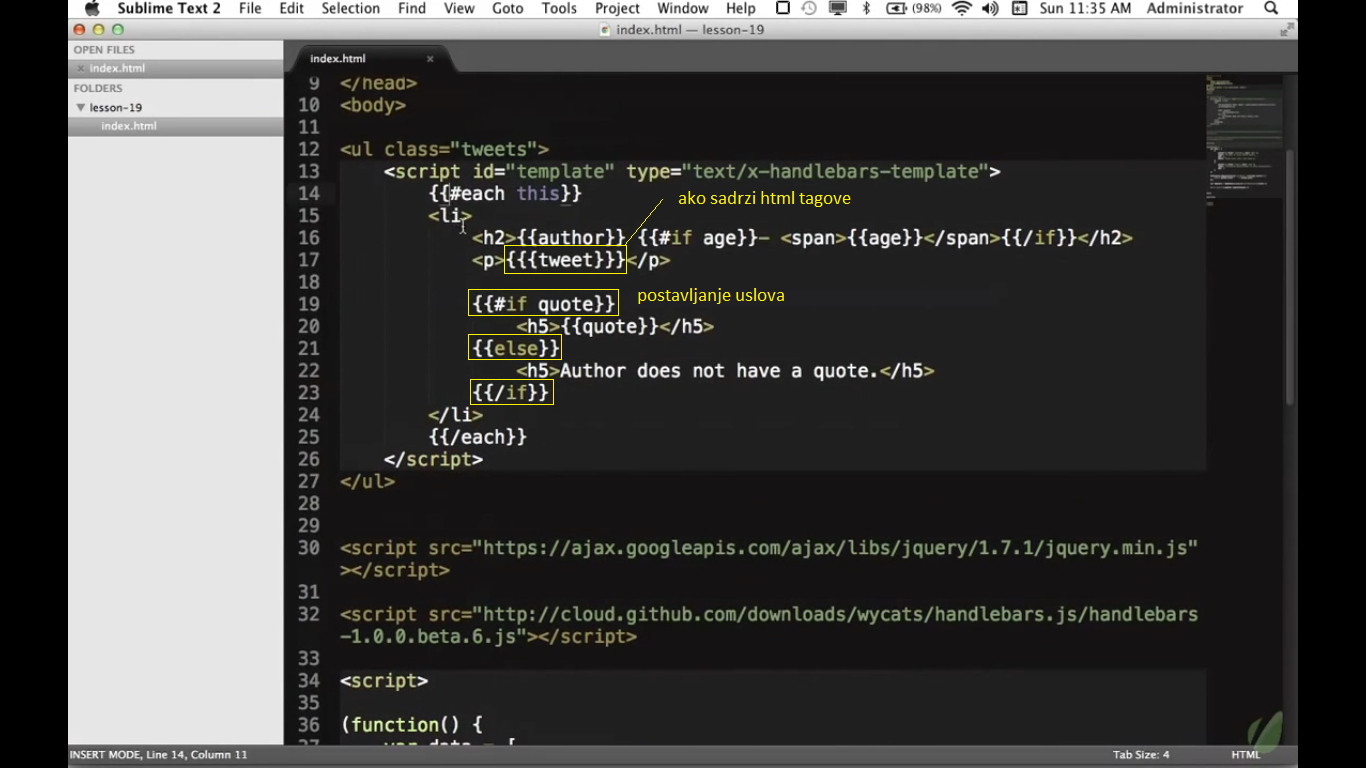 Sublime Text 2 File Edit Selection Find View Goto Tools Project Window Help (98%) Sun 11:35 AM Administrator
index.html — lesson-19
OPEN FILES
× index.html
FOLDERS
lesson-19
index.html
index.html ×
9 </head>
10 <body>
11
12 <ul class="tweets">
13 <script id="template" type="text/x-handlebars-template">
14 {{#each this}}
ako sadrzi html tagove
15 <li>
16 <h2>{{author}} {{#if age}}- <span>{{age}}</span>{{/if}}</h2>
17 <p>{{{tweet}}}</p>
18
19 {{#if quote}}
postavljanje uslova
20 <h5>{{quote}}</h5>
21 {{else}}
22 <h5>Author does not have a quote.</h5>
23 {{/if}}
24 </li>
25 {{/each}}
26 </script>
27 </ul>
28
29
30 <script src="https://ajax.googleapis.com/ajax/libs/jquery/1.7.1/jquery.min.js"
></script>
31
32 <script src="http://cloud.github.com/downloads/wycats/handlebars.js/handlebars
-1.0.0.beta.6.js"></script>
33
34 <script>
35
36 (function() {
37 var data = [
INSERT MODE, Line 14, Column 11 Tab Size: 4 HTML